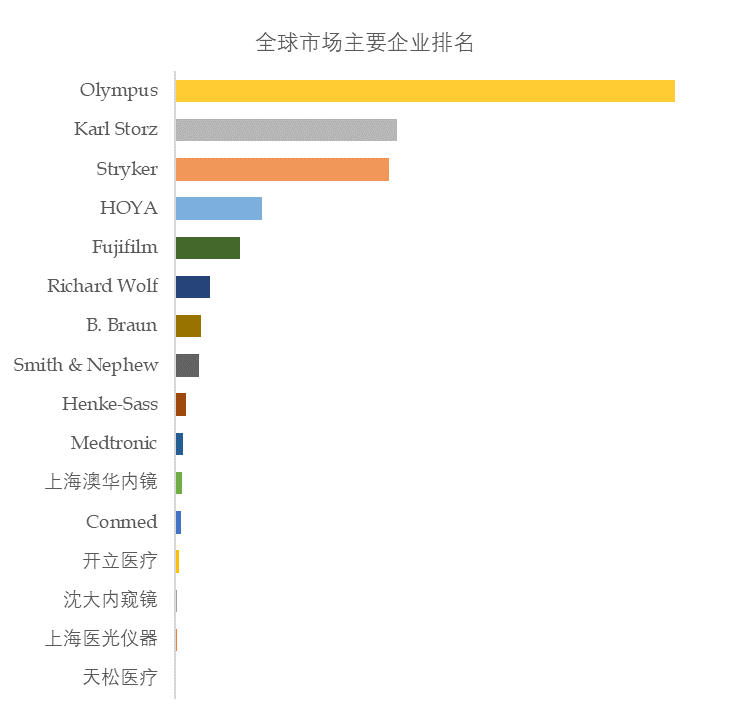 全球市场主要企业排名
Olympus
Karl Storz
Stryker
HOYA
Fujifilm
Richard Wolf
B. Braun
Smith & Nephew
Henke-Sass
Medtronic
上海澳华内镜
Conmed
开立医疗
沈大内窥镜
上海医光仪器
天松医疗